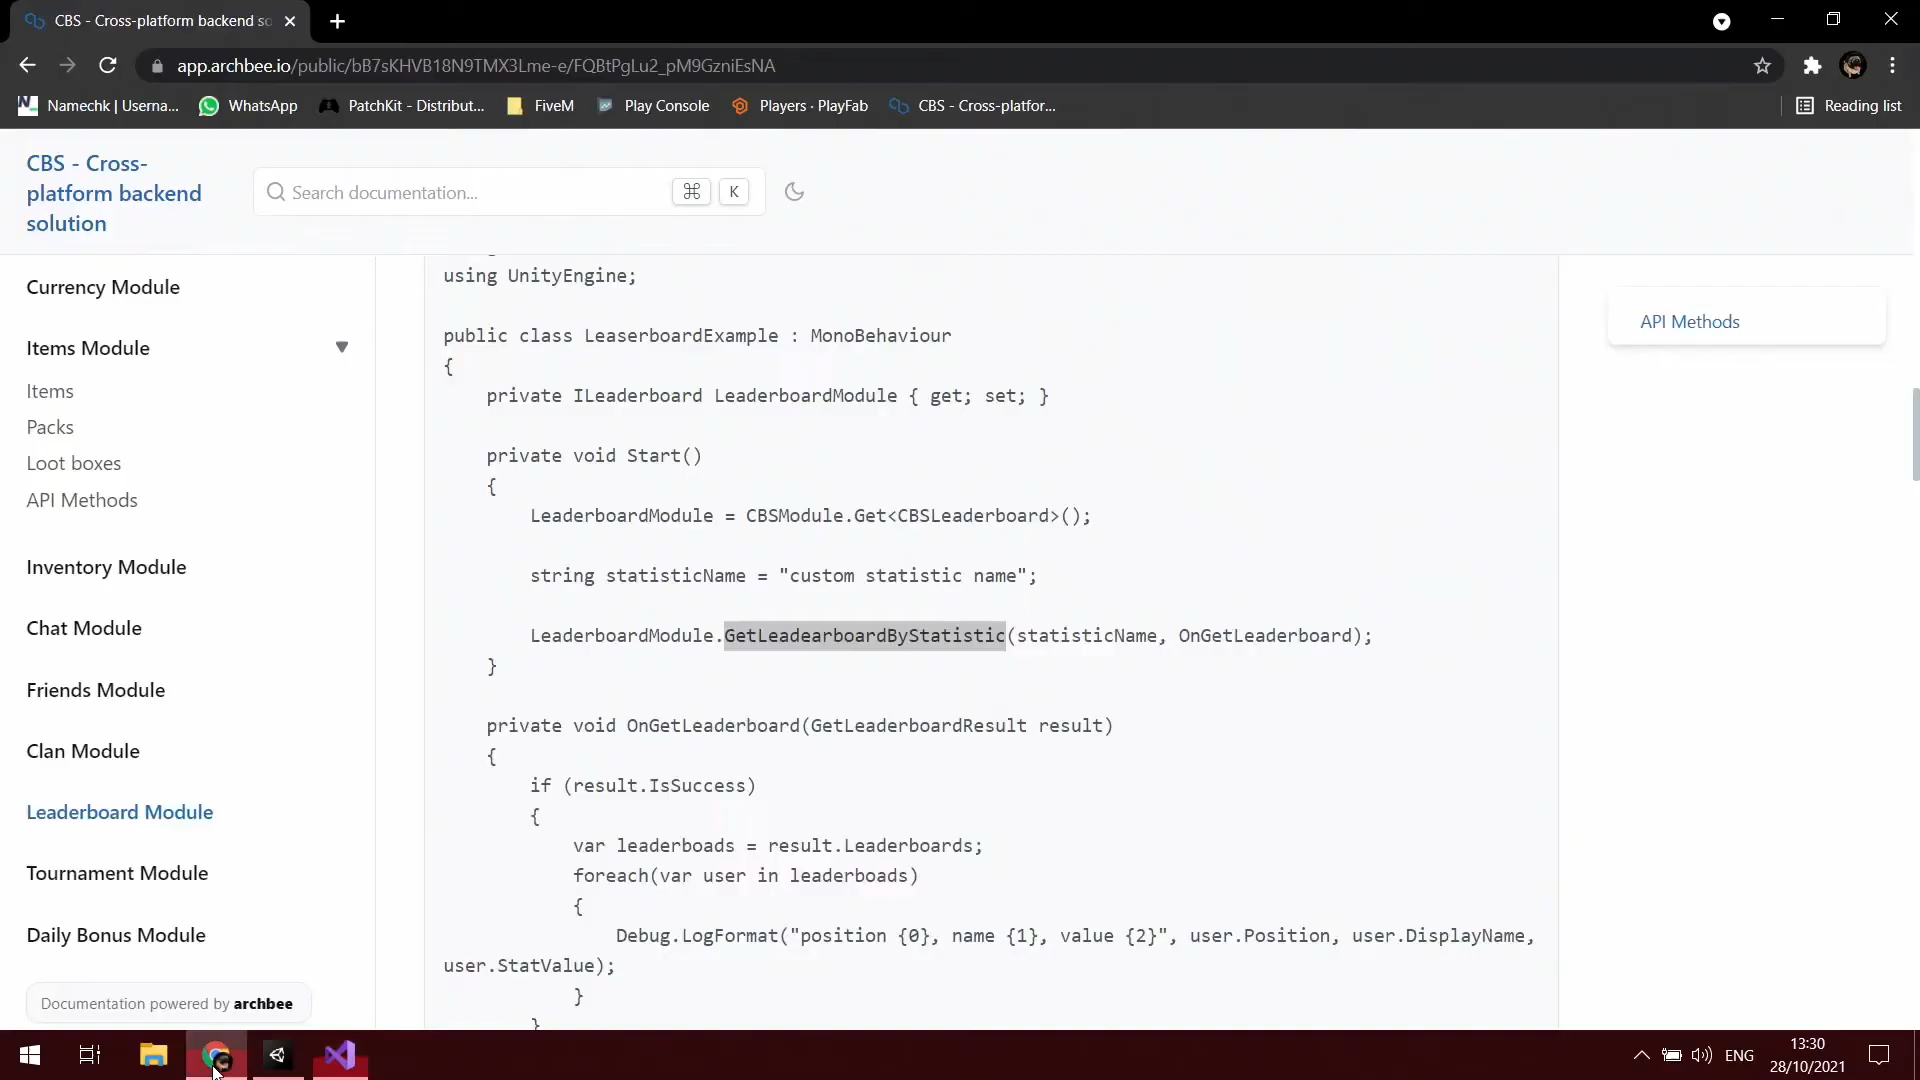 CBS - Cross-platform backend so
app.archbee.io/public/bB7sKHVB18N9TMX3Lme-e/FQBtPgLu2_pM9GzniEsNA
Namechk | Userna... WhatsApp PatchKit - Distribut... FiveM Play Console Players · PlayFab CBS - Cross-platfor... Reading list
CBS - Cross-
platform backend
solution
Search documentation... ⌘ K
Currency Module
Items Module
Items
Packs
Loot boxes
API Methods
Inventory Module
Chat Module
Friends Module
Clan Module
Leaderboard Module
Tournament Module
Daily Bonus Module
Documentation powered by archbee
using UnityEngine;
public class LeaserboardExample : MonoBehaviour
{
private ILeaderboard LeaderboardModule { get; set; }
private void Start()
{
LeaderboardModule = CBSModule.Get<CBSLeaderboard>();
string statisticName = "custom statistic name";
LeaderboardModule.GetLeadearboardByStatistic(statisticName, OnGetLeaderboard);
}
private void OnGetLeaderboard(GetLeaderboardResult result)
{
if (result.IsSuccess)
{
var leaderboads = result.Leaderboards;
foreach(var user in leaderboads)
{
Debug.LogFormat("position {0}, name {1}, value {2}", user.Position, user.DisplayName,
user.StatValue);
}
}
API Methods
ENG
13:30
28/10/2021